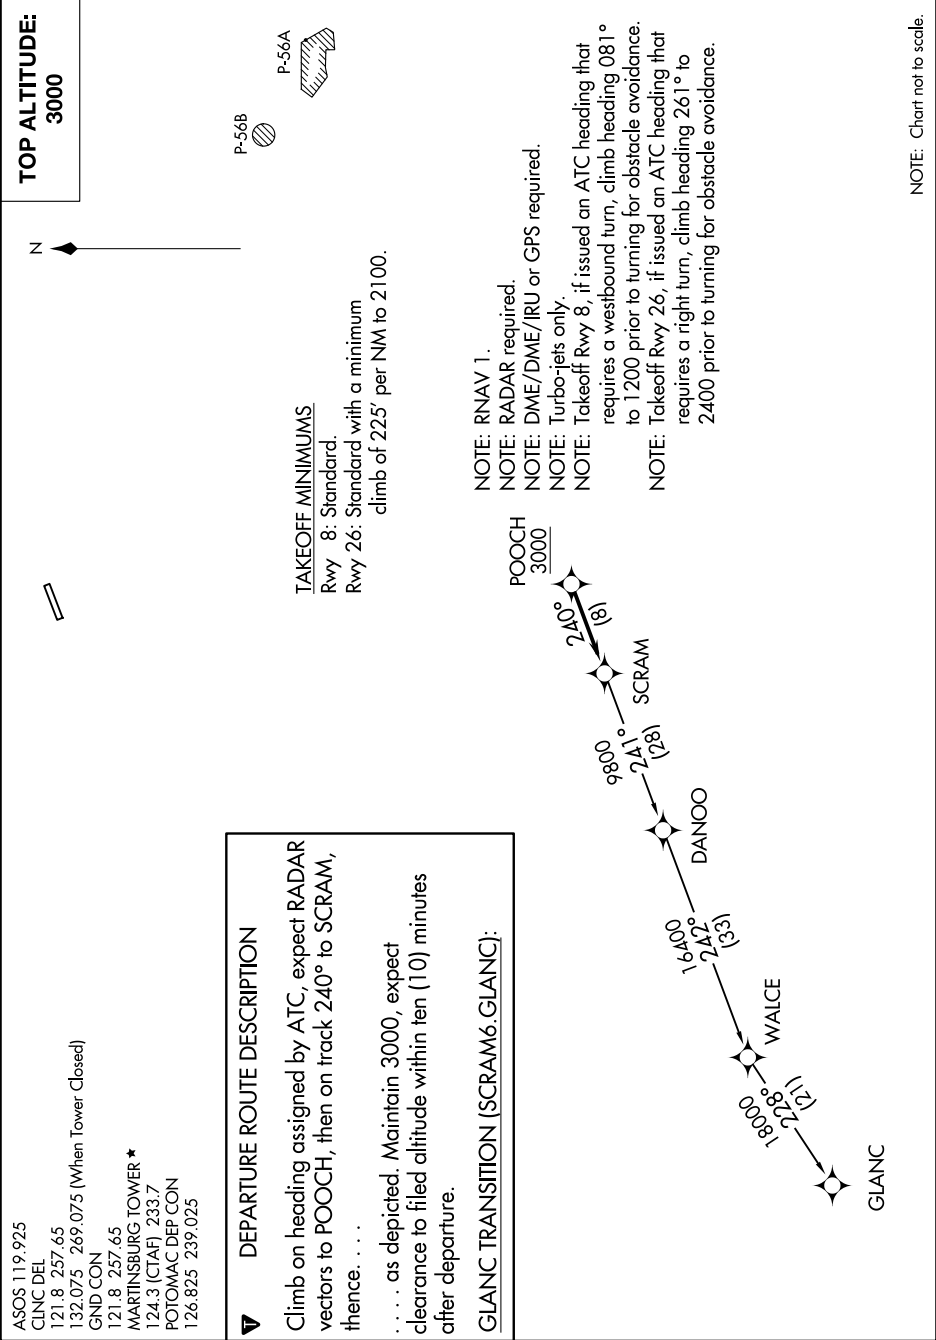 ASOS 119.925
CLNC DEL
121.8 257.65
132.075 269.075 (When Tower Closed)
GND CON
121.8 257.65
MARTINSBURG TOWER★
124.3 (CTAF) 233.7
POTOMAC DEP CON
126.825 239.025
TOP ALTITUDE:
3000
N
P-56B
P-56A
TAKEOFF MINIMUMS
Rwy 8: Standard.
Rwy 26: Standard with a minimum
climb of 225' per NM to 2100.
T
DEPARTURE ROUTE DESCRIPTION
Climb on heading assigned by ATC, expect RADAR
vectors to POOCH, then on track 240° to SCRAM,
thence. . . .
. . . . as depicted. Maintain 3000, expect
clearance to filed altitude within ten (10) minutes
after departure.
GLANC TRANSITION (SCRAM6.GLANC):
NOTE: RNAV 1.
NOTE: RADAR required.
NOTE: DME/DME/IRU or GPS required.
NOTE: Turbo-jets only.
NOTE: Takeoff Rwy 8, if issued an ATC heading that
requires a westbound turn, climb heading 081°
to 1200 prior to turning for obstacle avoidance.
NOTE: Takeoff Rwy 26, if issued an ATC heading that
requires a right turn, climb heading 261° to
2400 prior to turning for obstacle avoidance.
POOCH
3000
240°
(8)
SCRAM
9800
241°
(28)
DANOO
16400
242°
(33)
WALCE
18000
228°
(21)
GLANC
NOTE: Chart not to scale.